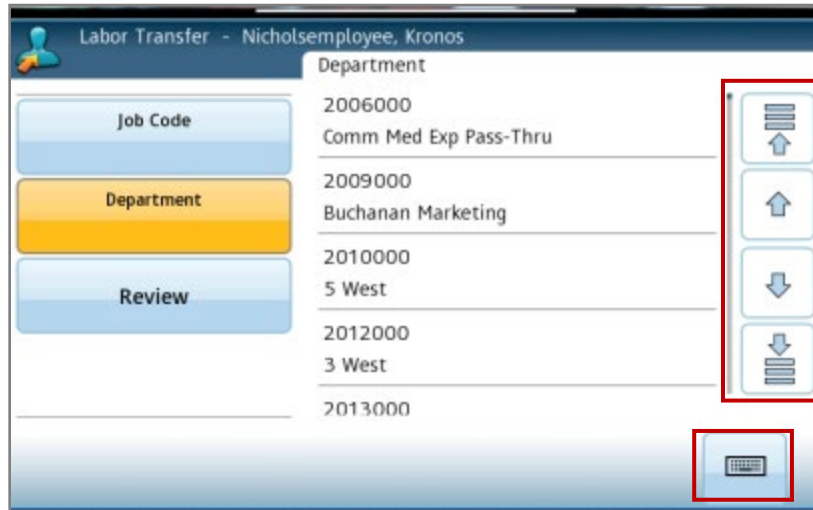 Labor Transfer - Nicholsemployee, Kronos
Department
Job Code
Department
Review
2006000
Comm Med Exp Pass-Thru
2009000
Buchanan Marketing
2010000
5 West
2012000
3 West
2013000